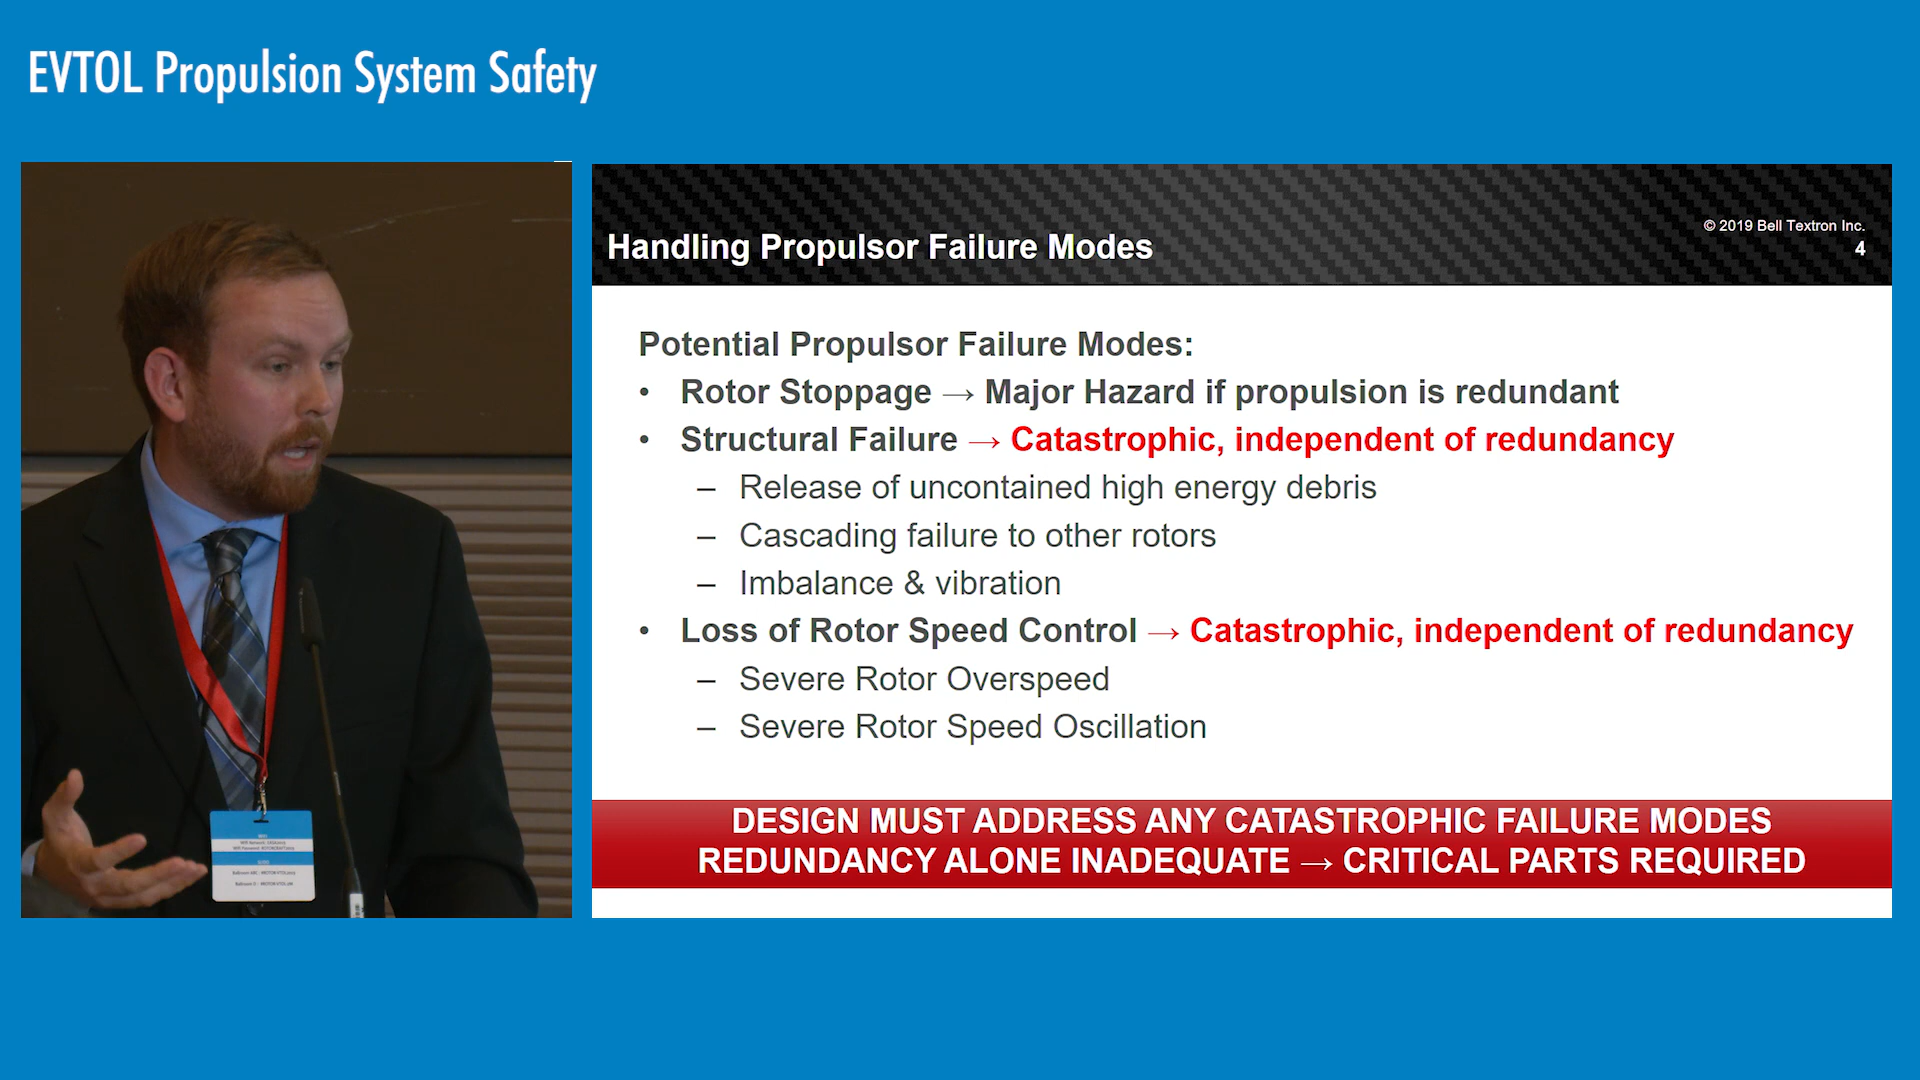 EVTOL Propulsion System Safety
© 2019 Bell Textron Inc.
4
Handling Propulsor Failure Modes
Potential Propulsor Failure Modes:
• Rotor Stoppage → Major Hazard if propulsion is redundant
• Structural Failure → Catastrophic, independent of redundancy
– Release of uncontained high energy debris
– Cascading failure to other rotors
– Imbalance & vibration
• Loss of Rotor Speed Control → Catastrophic, independent of redundancy
– Severe Rotor Overspeed
– Severe Rotor Speed Oscillation
DESIGN MUST ADDRESS ANY CATASTROPHIC FAILURE MODES
REDUNDANCY ALONE INADEQUATE → CRITICAL PARTS REQUIRED